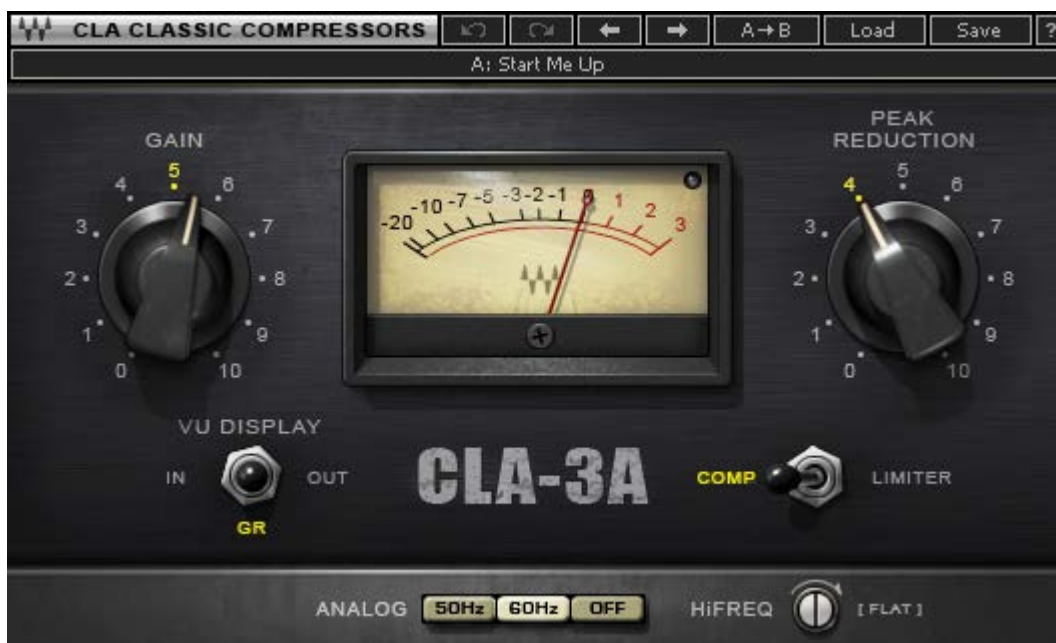 CLA CLASSIC COMPRESSORS A→B Load Save ?
A: Start Me Up
GAIN
0 1 2 3 4 5 6 7 8 9 10
-20 -10 -7 -5 -3 -2 -1 0 1 2 3
PEAK
REDUCTION
0 1 2 3 4 5 6 7 8 9 10
VU DISPLAY
IN OUT
GR
CLA-3A
COMP LIMITER
ANALOG 50Hz 60Hz OFF HiFREQ [ FLAT ]